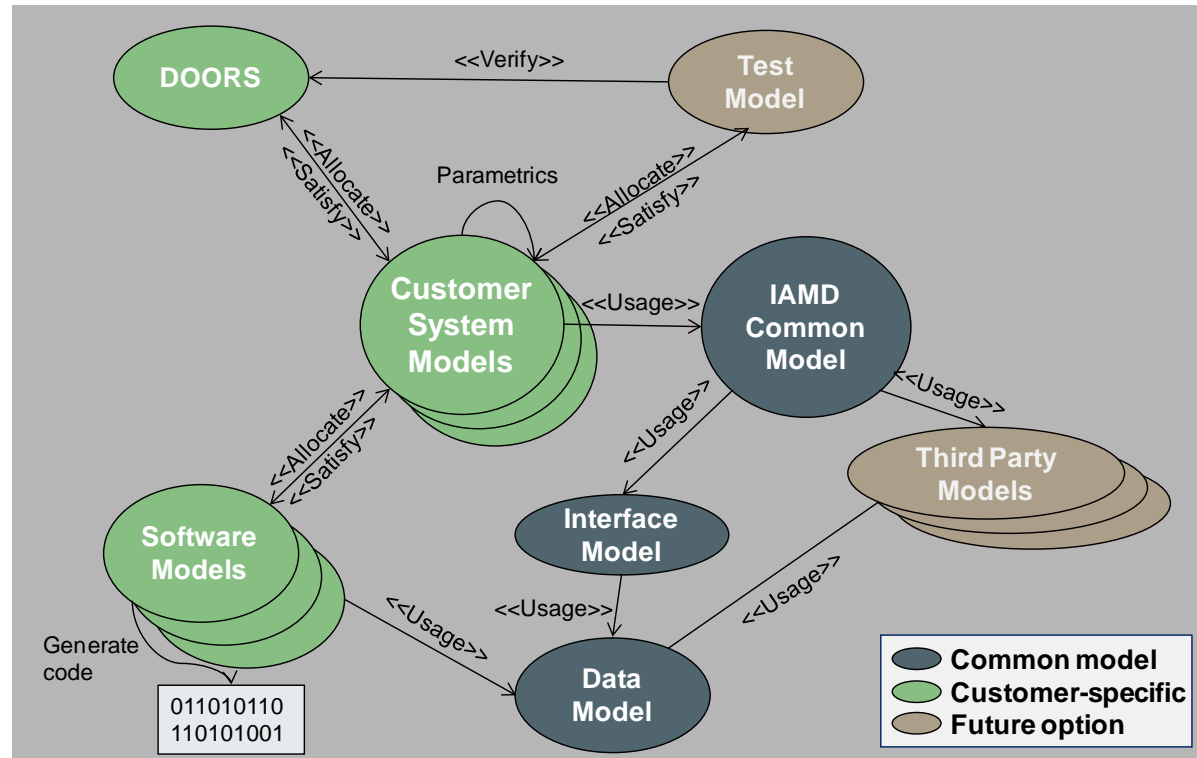 <<Verify>>
DOORS
Test
Model
<<Allocate>>
<<Satisfy>>
Parametrics
<<Allocate>>
<<Satisfy>>
Customer
System
Models
<<Usage>>
IAMD
Common
Model
<<Usage>>
<<Usage>>
<<Allocate>>
<<Satisfy>>
Third Party
Models
Software
Models
Interface
Model
<<Usage>>
<<Usage>>
<<Usage>>
Generate
code
011010110
110101001
Data
Model
Common model
Customer-specific
Future option